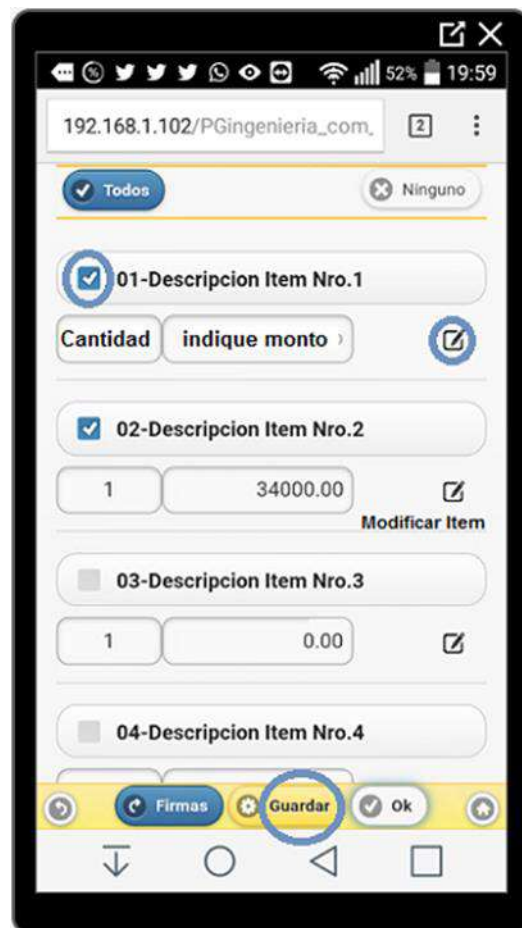 52% 19:59
192.168.1.102/PGingenieria_com_ 2
Todos Ninguno
01-Descripcion Item Nro.1
Cantidad indique monto
02-Descripcion Item Nro.2
1 34000.00
Modificar Item
03-Descripcion Item Nro.3
1 0.00
04-Descripcion Item Nro.4
Firmas Guardar Ok